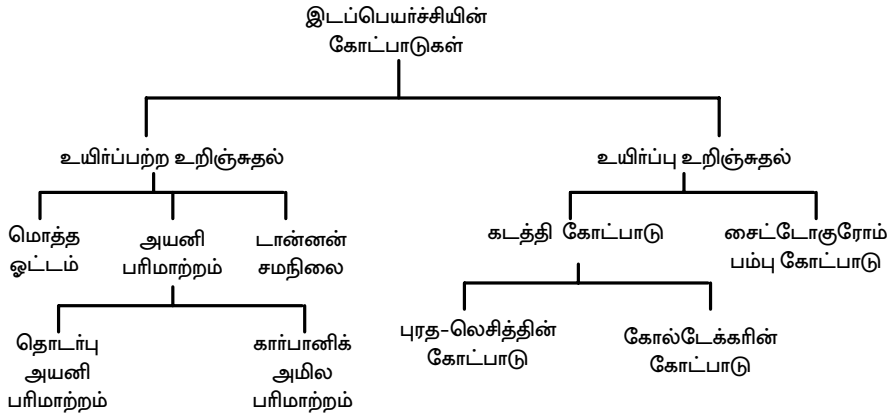 இடப்பெயர்ச்சியின்
கோட்பாடுகள்
உயிர்ப்பற்ற உறிஞ்சுதல்
உயிர்ப்பு உறிஞ்சுதல்
மொத்த
ஓட்டம்
அயனி
பரிமாற்றம்
டான்னன்
சமநிலை
கடத்தி கோட்பாடு
சைட்டோகுரோம்
பம்பு கோட்பாடு
தொடர்பு
அயனி
பரிமாற்றம்
கார்பானிக்
அமில
பரிமாற்றம்
புரத-லெசித்தின்
கோட்பாடு
கோல்டேக்கரின்
கோட்பாடு